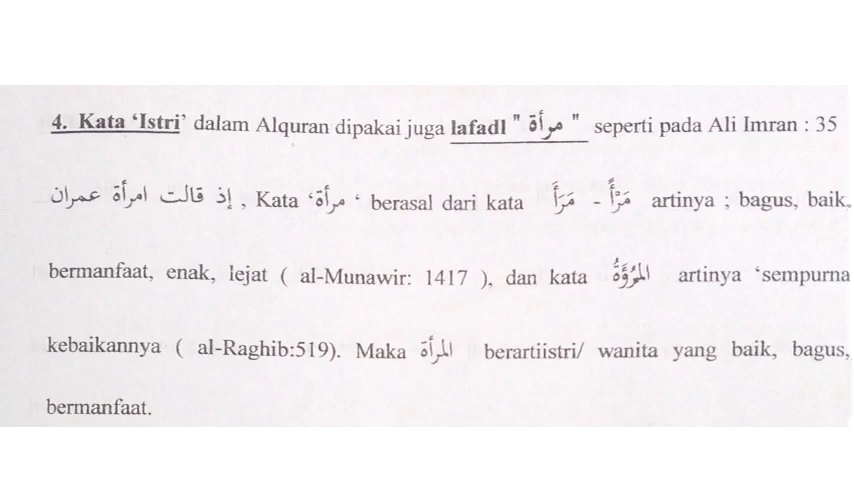 4. Kata ‘Istri’ dalam Alquran dipakai juga lafadl " مرأة " seperti pada Ali Imran : 35
إذ قالت امرأة عمران , Kata ‘مرأة ‘ berasal dari kata مَرَأَ - مَرْأً artinya ; bagus, baik,
bermanfaat, enak, lejat ( al-Munawir: 1417 ), dan kata المُرُؤَةُ artinya ‘sempurna
kebaikannya ( al-Raghib:519). Maka المرأة berartiistri/ wanita yang baik, bagus,
bermanfaat.